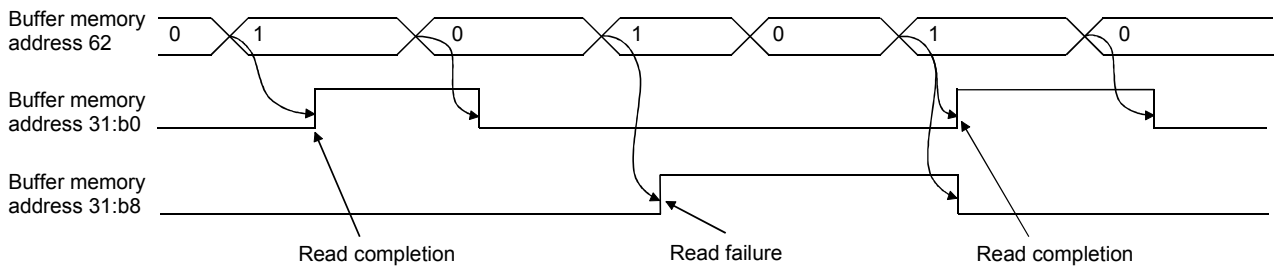 Buffer memory
address 62
0 1 0 1 0 1 0
Buffer memory
address 31:b0
Buffer memory
address 31:b8
Read completion Read failure Read completion